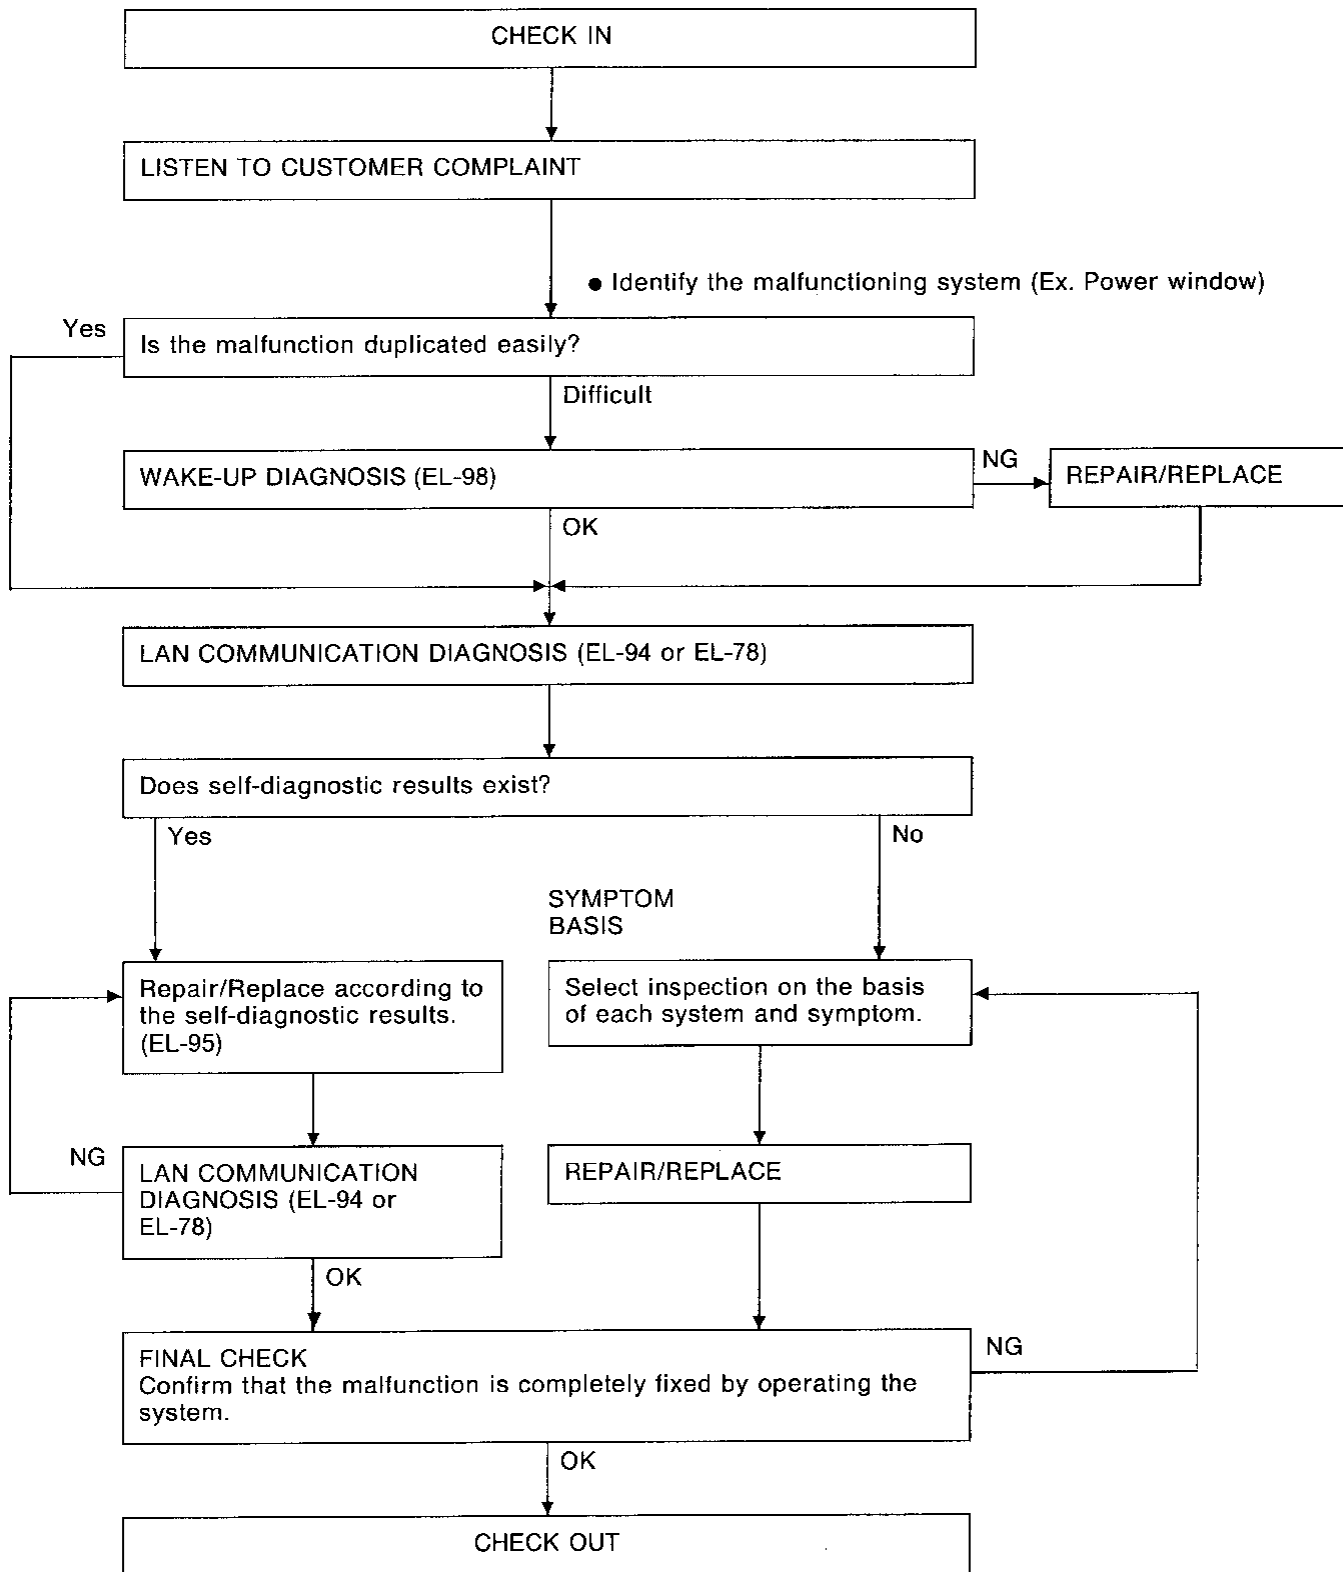 CHECK IN
LISTEN TO CUSTOMER COMPLAINT
● Identify the malfunctioning system (Ex. Power window)
Yes
Is the malfunction duplicated easily?
Difficult
WAKE-UP DIAGNOSIS (EL-98)
NG
REPAIR/REPLACE
OK
LAN COMMUNICATION DIAGNOSIS (EL-94 or EL-78)
Does self-diagnostic results exist?
Yes
No
SYMPTOM
BASIS
Repair/Replace according to
the self-diagnostic results.
(EL-95)
Select inspection on the basis
of each system and symptom.
NG
LAN COMMUNICATION
DIAGNOSIS (EL-94 or
EL-78)
REPAIR/REPLACE
OK
FINAL CHECK
Confirm that the malfunction is completely fixed by operating the
system.
NG
OK
CHECK OUT